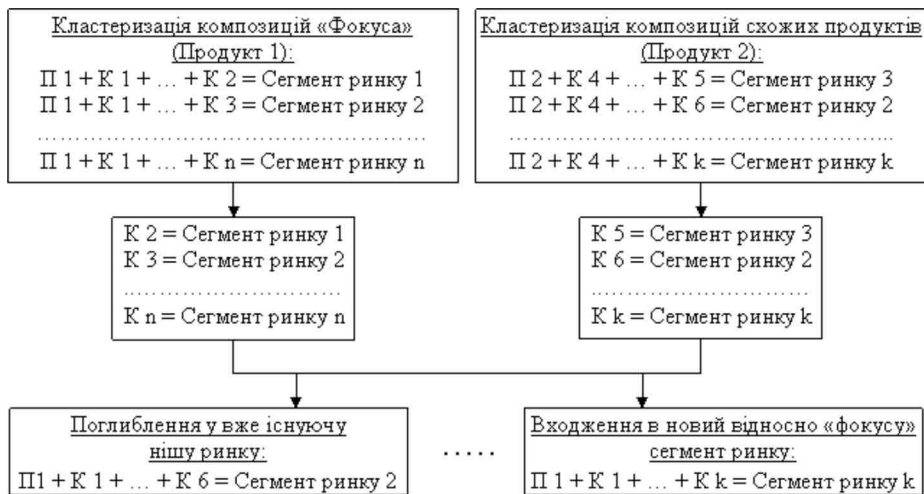 Кластеризація композицій «Фокуса»
(Продукт 1):
П 1 + К 1 + … + К 2 = Сегмент ринку 1
П 1 + К 1 + … + К 3 = Сегмент ринку 2
……………………………………………
П 1 + К 1 + … + К n = Сегмент ринку n
Кластеризація композицій схожих продуктів
(Продукт 2):
П 2 + К 4 + … + К 5 = Сегмент ринку 3
П 2 + К 4 + … + К 6 = Сегмент ринку 2
……………………………………………
П 2 + К 4 + … + К k = Сегмент ринку k
К 2 = Сегмент ринку 1
К 3 = Сегмент ринку 2
…………………………
К n = Сегмент ринку n
К 5 = Сегмент ринку 3
К 6 = Сегмент ринку 2
…………………………
К k = Сегмент ринку k
Поглиблення у вже існуючу
нішу ринку:
П1 + К 1 + … + К 6 = Сегмент ринку 2
.....
Входження в новий відносно «фокусу»
сегмент ринку:
П 1 + К 1 + … + К k = Сегмент ринку k